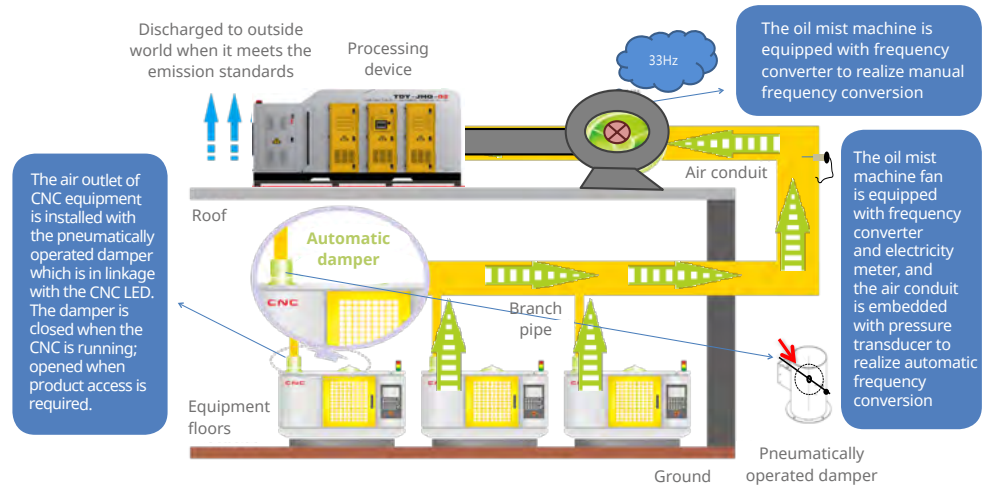 Discharged to outside
world when it meets the
emission standards
Processing
device
33Hz
The oil mist machine is
equipped with frequency
converter to realize manual
frequency conversion
TDY-JHQ-02
The air outlet of
CNC equipment
is installed with
the pneumatically
operated damper
which is in linkage
with the CNC LED.
The damper is
closed when the
CNC is running;
opened when
product access is
required.
Roof
Air conduit
The oil mist
machine fan
is equipped
with frequency
converter
and electricity
meter, and
the air conduit
is embedded
with pressure
transducer to
realize automatic
frequency
conversion
Automatic
damper
CNC
Branch
pipe
CNC
CNC
CNC
Equipment
floors
Ground
Pneumatically
operated damper